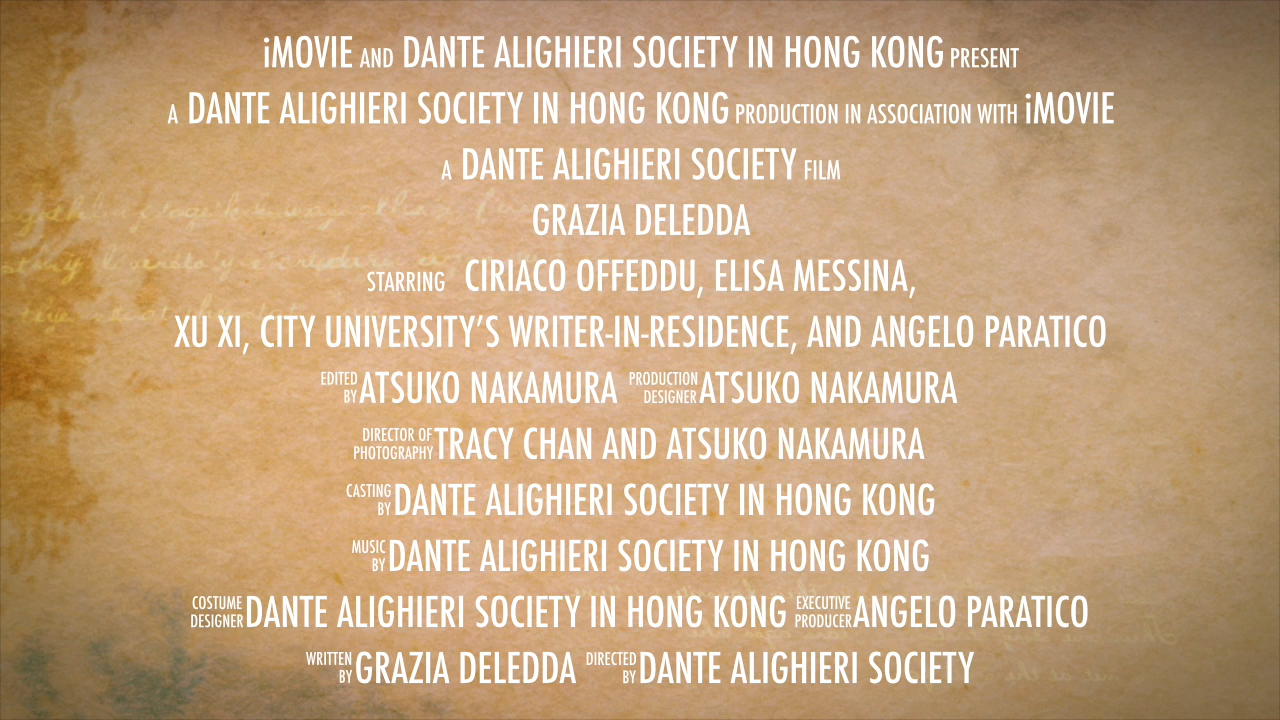 iMOVIE AND DANTE ALIGHIERI SOCIETY IN HONG KONG PRESENT
A DANTE ALIGHIERI SOCIETY IN HONG KONG PRODUCTION IN ASSOCIATION WITH iMOVIE
A DANTE ALIGHIERI SOCIETY FILM
GRAZIA DELEDDA
STARRING CIRIACO OFFEDDU, ELISA MESSINA,
XU XI, CITY UNIVERSITY'S WRITER-IN-RESIDENCE, AND ANGELO PARATICO
EDITED BY ATSUKO NAKAMURA PRODUCTION DESIGNER ATSUKO NAKAMURA
DIRECTOR OF PHOTOGRAPHY TRACY CHAN AND ATSUKO NAKAMURA
CASTING BY DANTE ALIGHIERI SOCIETY IN HONG KONG
MUSIC BY DANTE ALIGHIERI SOCIETY IN HONG KONG
COSTUME DESIGNER DANTE ALIGHIERI SOCIETY IN HONG KONG EXECUTIVE PRODUCER ANGELO PARATICO
WRITTEN BY GRAZIA DELEDDA DIRECTED BY DANTE ALIGHIERI SOCIETY